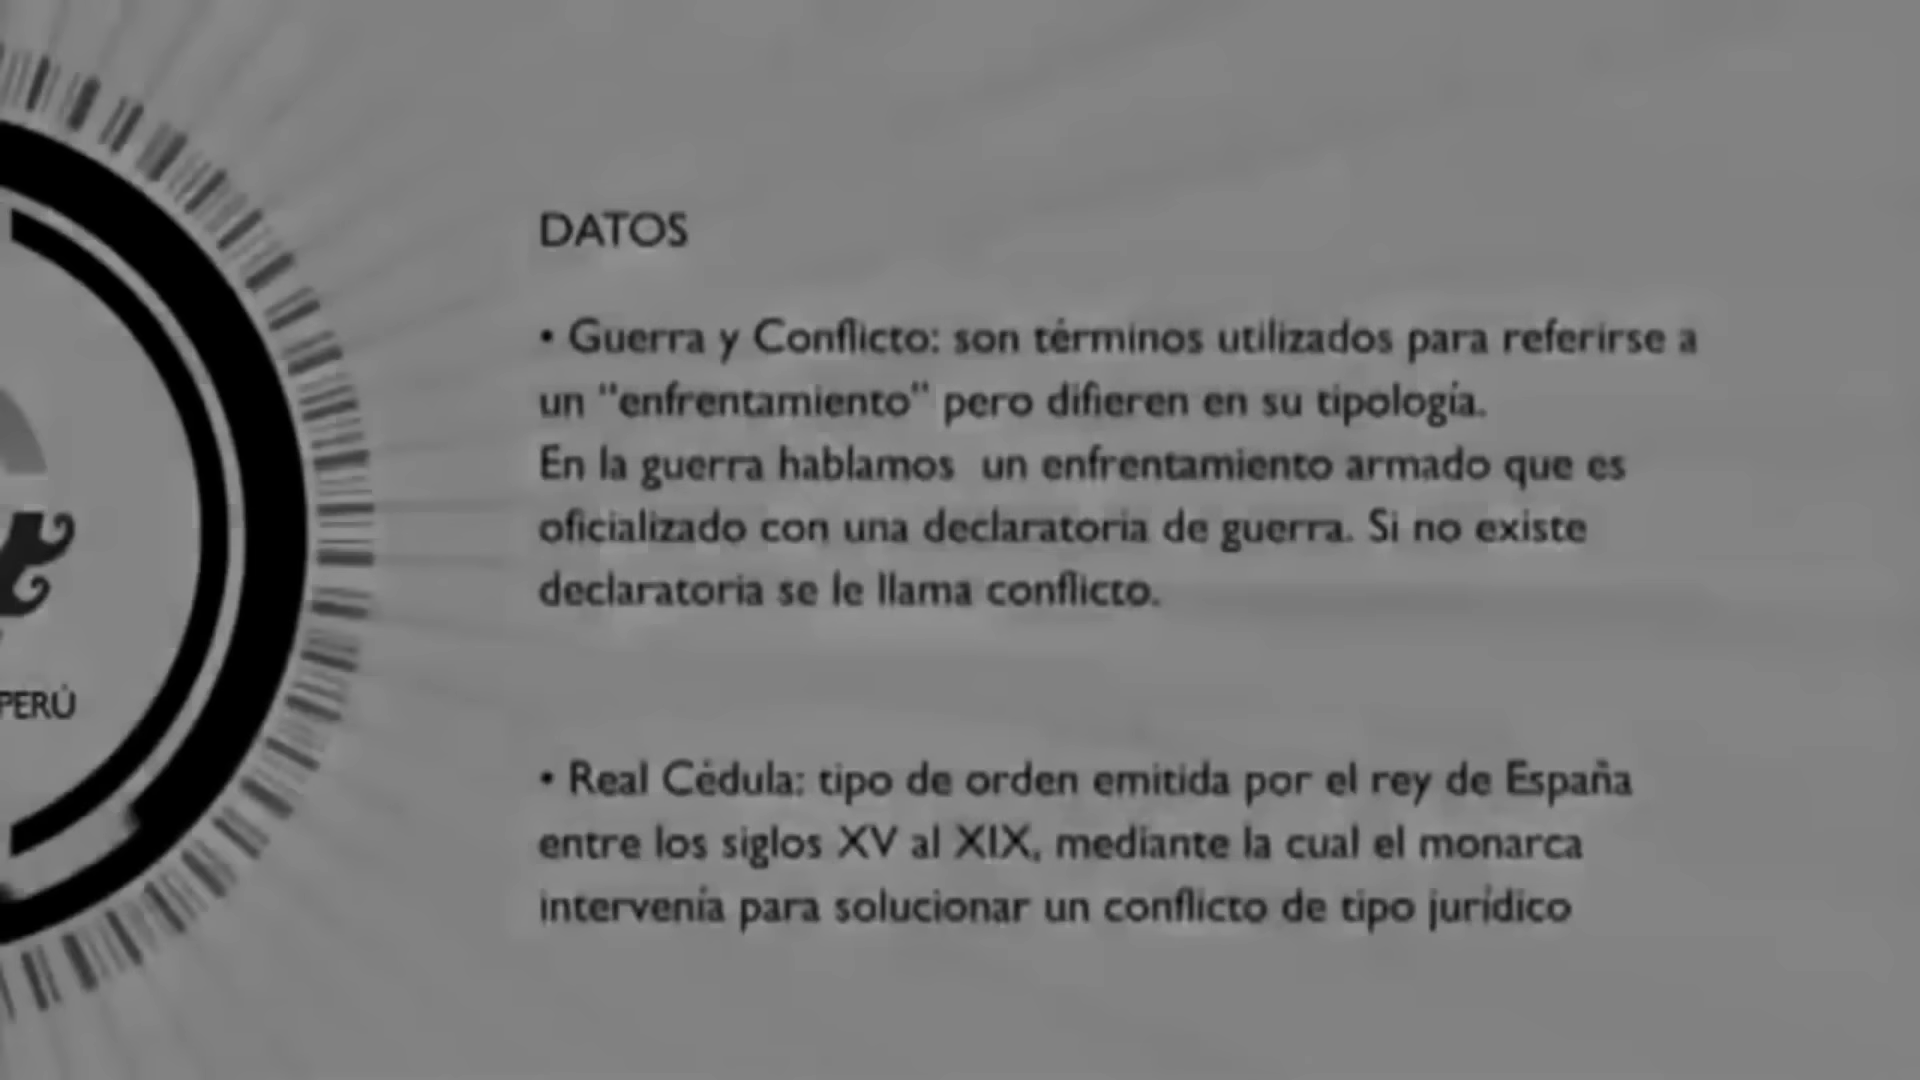 DATOS
• Guerra y Conflicto: son términos utilizados para referirse a
un "enfrentamiento" pero difieren en su tipología.
En la guerra hablamos  un enfrentamiento armado que es
oficializado con una declaratoria de guerra. Si no existe
declaratoria se le llama conflicto.
PERÚ
• Real Cédula: tipo de orden emitida por el rey de España
entre los siglos XV al XIX, mediante la cual el monarca
intervenía para solucionar un conflicto de tipo jurídico